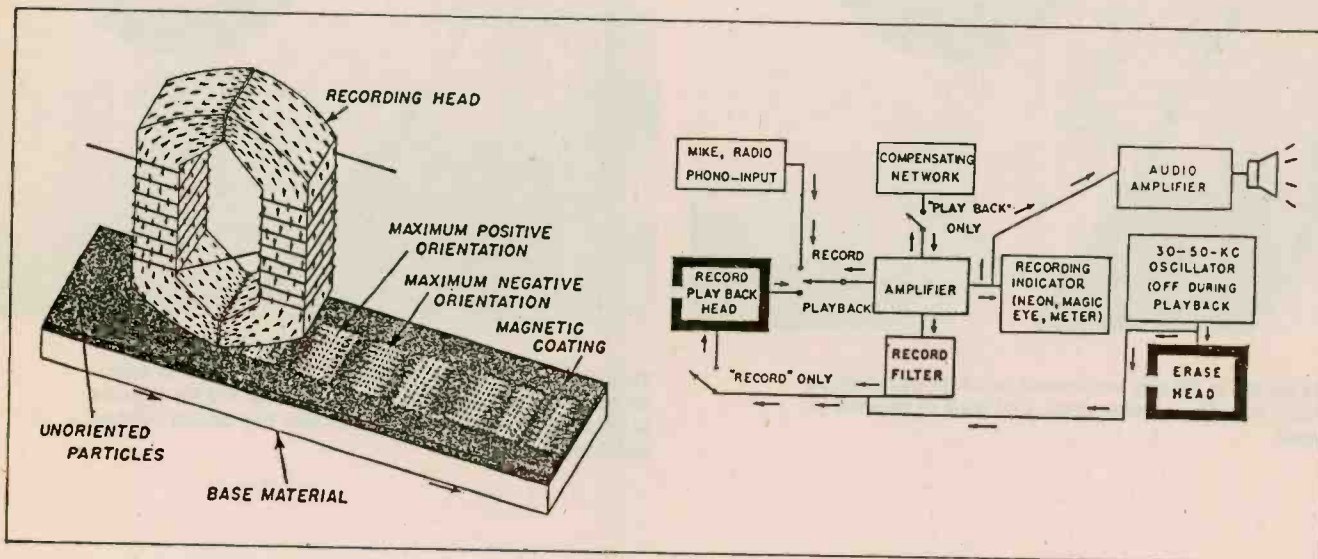 RECORDING HEAD
MAXIMUM POSITIVE
ORIENTATION
MAXIMUM NEGATIVE
ORIENTATION
MAGNETIC
COATING
UNORIENTED
PARTICLES
BASE MATERIAL
MIKE, RADIO
PHONO-INPUT
COMPENSATING
NETWORK
"PLAY BACK"
ONLY
AUDIO
AMPLIFIER
RECORD
RECORD
PLAY BACK
HEAD
PLAYBACK
AMPLIFIER
RECORDING
INDICATOR
(NEON, MAGIC
EYE, METER)
30-50-KC
OSCILLATOR
(OFF DURING
PLAYBACK
"RECORD" ONLY
RECORD
FILTER
ERASE
HEAD